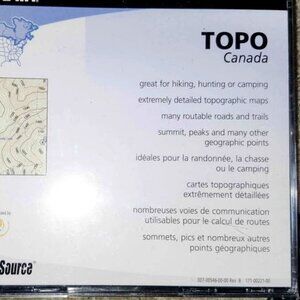 TOPO
Canada
great for hiking, hunting or camping
extremely detailed topographic maps
many routable roads and trails
summit, peaks and many other
geographic points
idéales pour la randonnée, la chasse
ou le camping
cartes topographiques
extrêmement détaillées
nombreuses voies de communication
utilisables pour le calcul de routes
sommets, pics et nombreux autres
points géographiques
Source